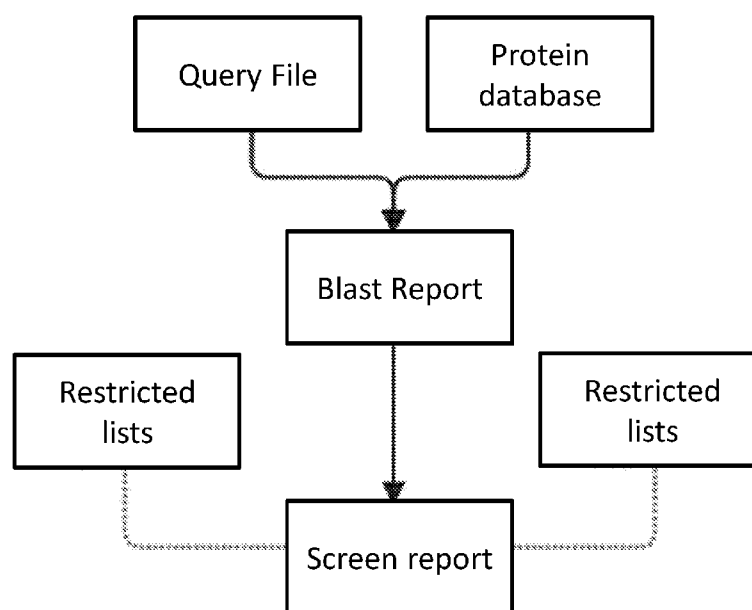 Query File
Protein
database
Blast Report
Restricted
lists
Restricted
lists
Screen report